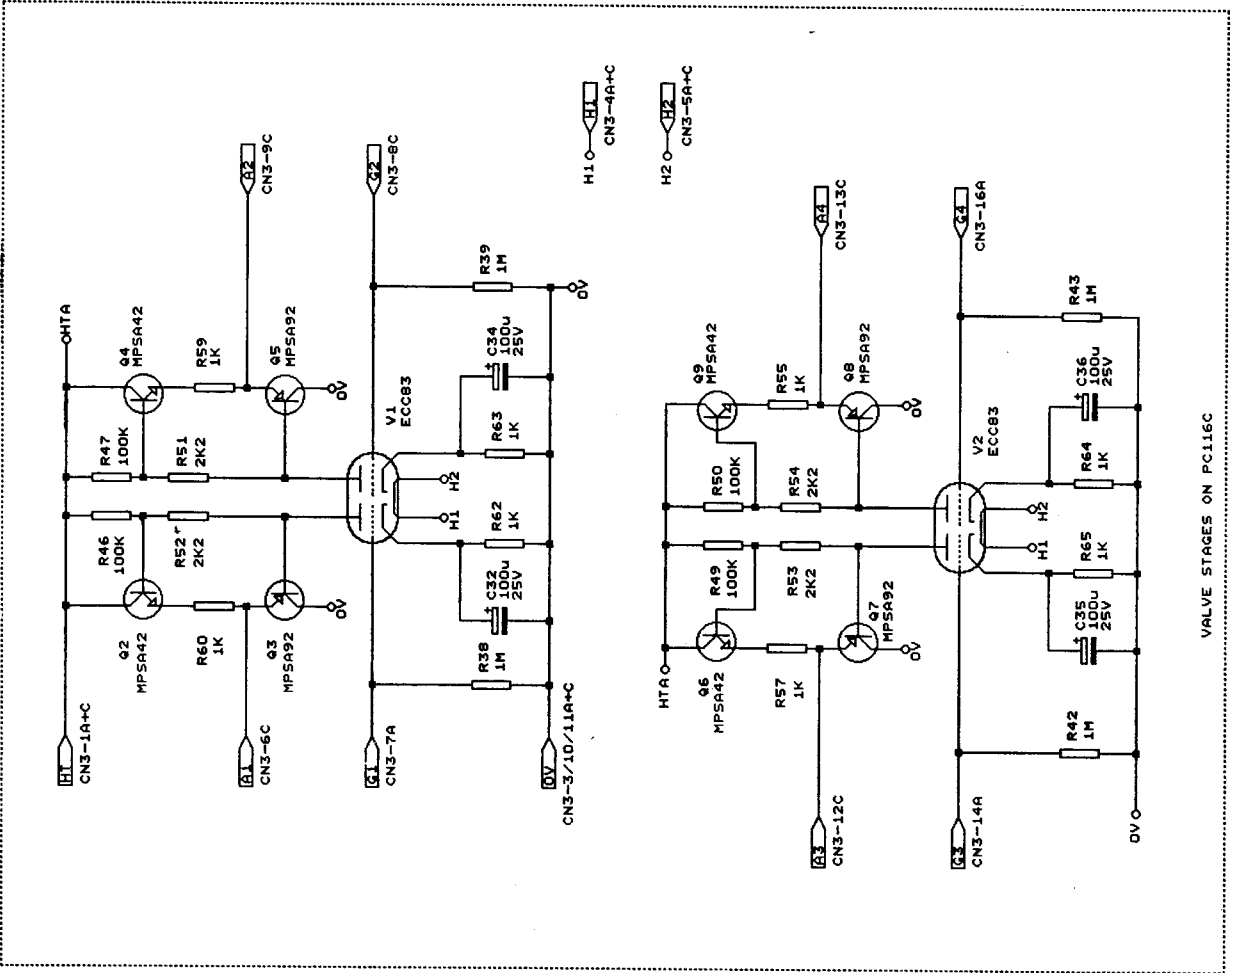 H1
CN3-4A+C
H1
H2
CN3-5A+C
H2
A2
CN3-9C
G2
CN3-8C
HTA
Q4
MPSA42
R59
1K
Q5
MPSA92
0V
R47
100K
R51
2K2
R46
100K
R52
2K2
Q2
MPSA42
R60
1K
Q3
MPSA92
0V
V1
ECC83
H2
H1
R39
1M
0V
C34
100u
25V
R63
1K
R62
1K
C32
100u
25V
R38
1M
HT
CN3-1A+C
A1
CN3-6C
G1
CN3-7A
0V
CN3-3/10/11A+C
A4
CN3-13C
G4
CN3-16A
Q9
MPSA42
R55
1K
Q8
MPSA92
0V
R50
100K
R54
2K2
R49
100K
R53
2K2
HTA
Q6
MPSA42
R57
1K
Q7
MPSA92
0V
V2
ECC83
H2
H1
R43
1M
C36
100u
25V
R64
1K
R65
1K
C35
100u
25V
R42
1M
0V
A3
CN3-12C
G3
CN3-14A
VALVE STAGES ON PC116C